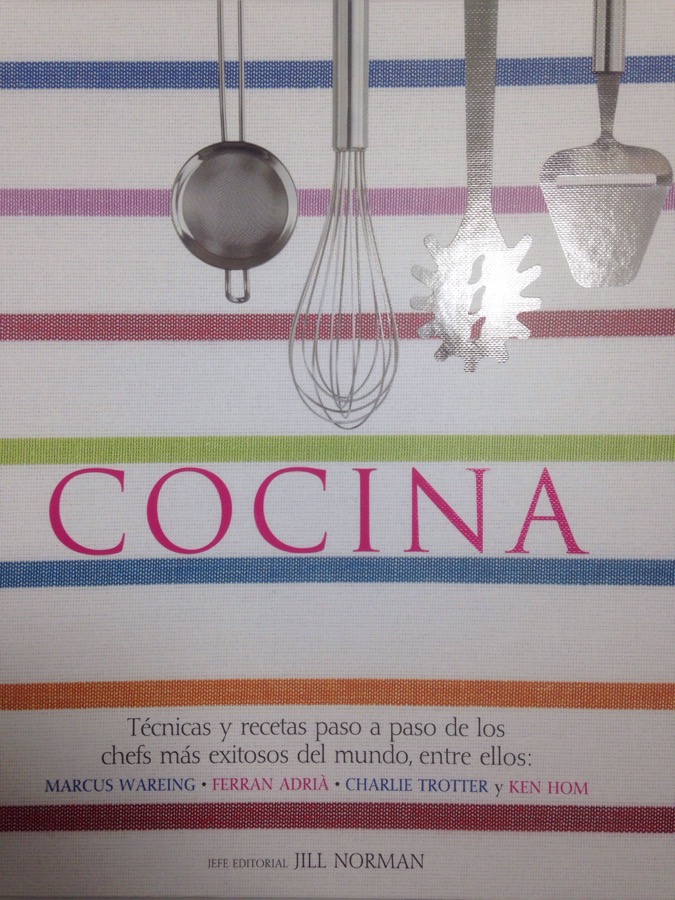 COCINA
Técnicas y recetas paso a paso de los
chefs más exitosos del mundo, entre ellos:
MARCUS WAREING • FERRAN ADRIÀ • CHARLIE TROTTER y KEN HOM
JEFE EDITORIAL JILL NORMAN